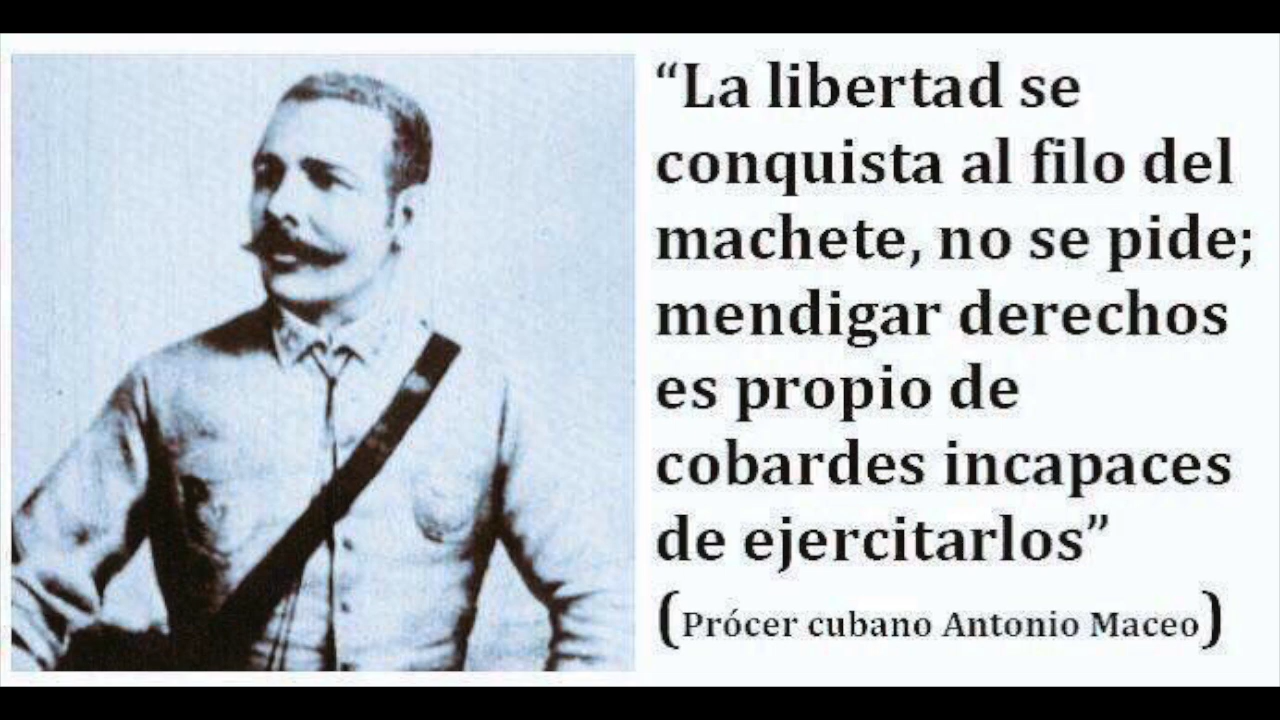 “La libertad se
conquista al filo del
machete, no se pide;
mendigar derechos
es propio de
cobardes incapaces
de ejercitarlos”
(Prócer cubano Antonio Maceo)